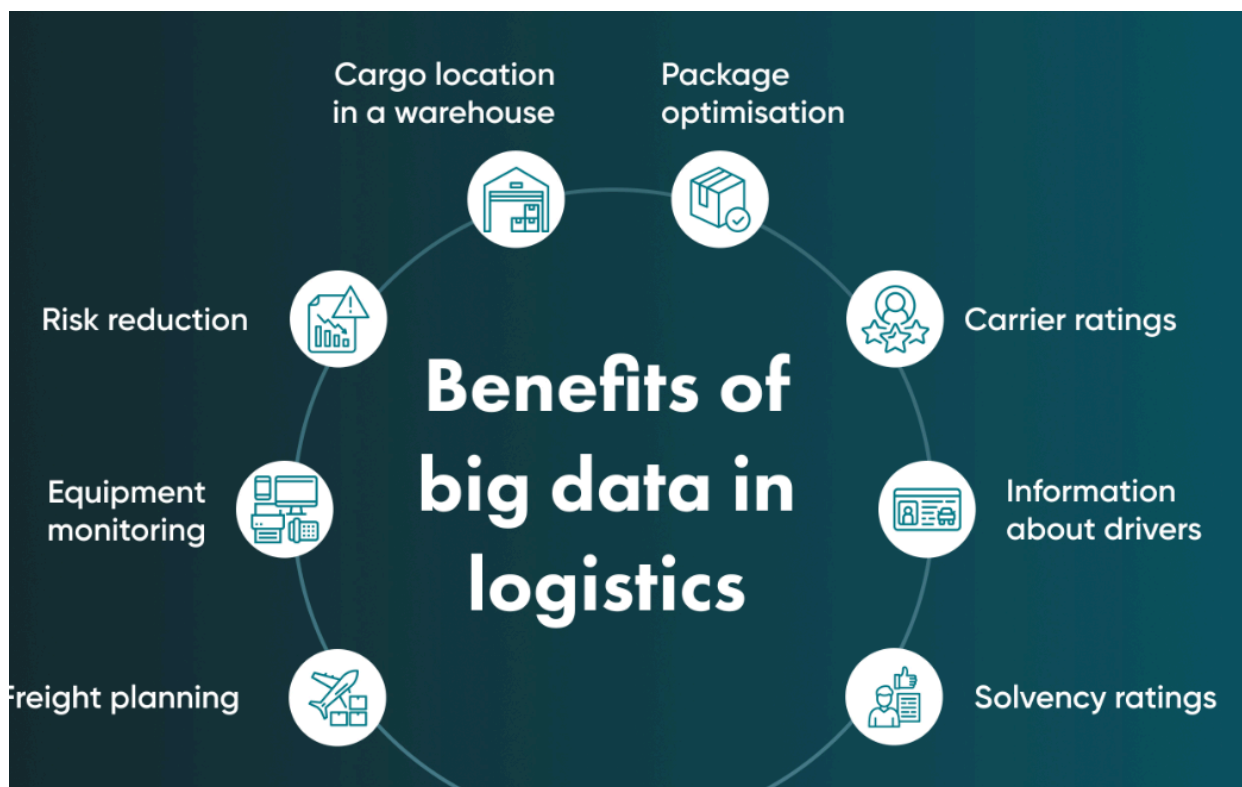 Cargo location
in a warehouse
Package
optimisation
Risk reduction
Carrier ratings
Benefits of
big data in
logistics
Equipment
monitoring
Information
about drivers
Freight planning
Solvency ratings